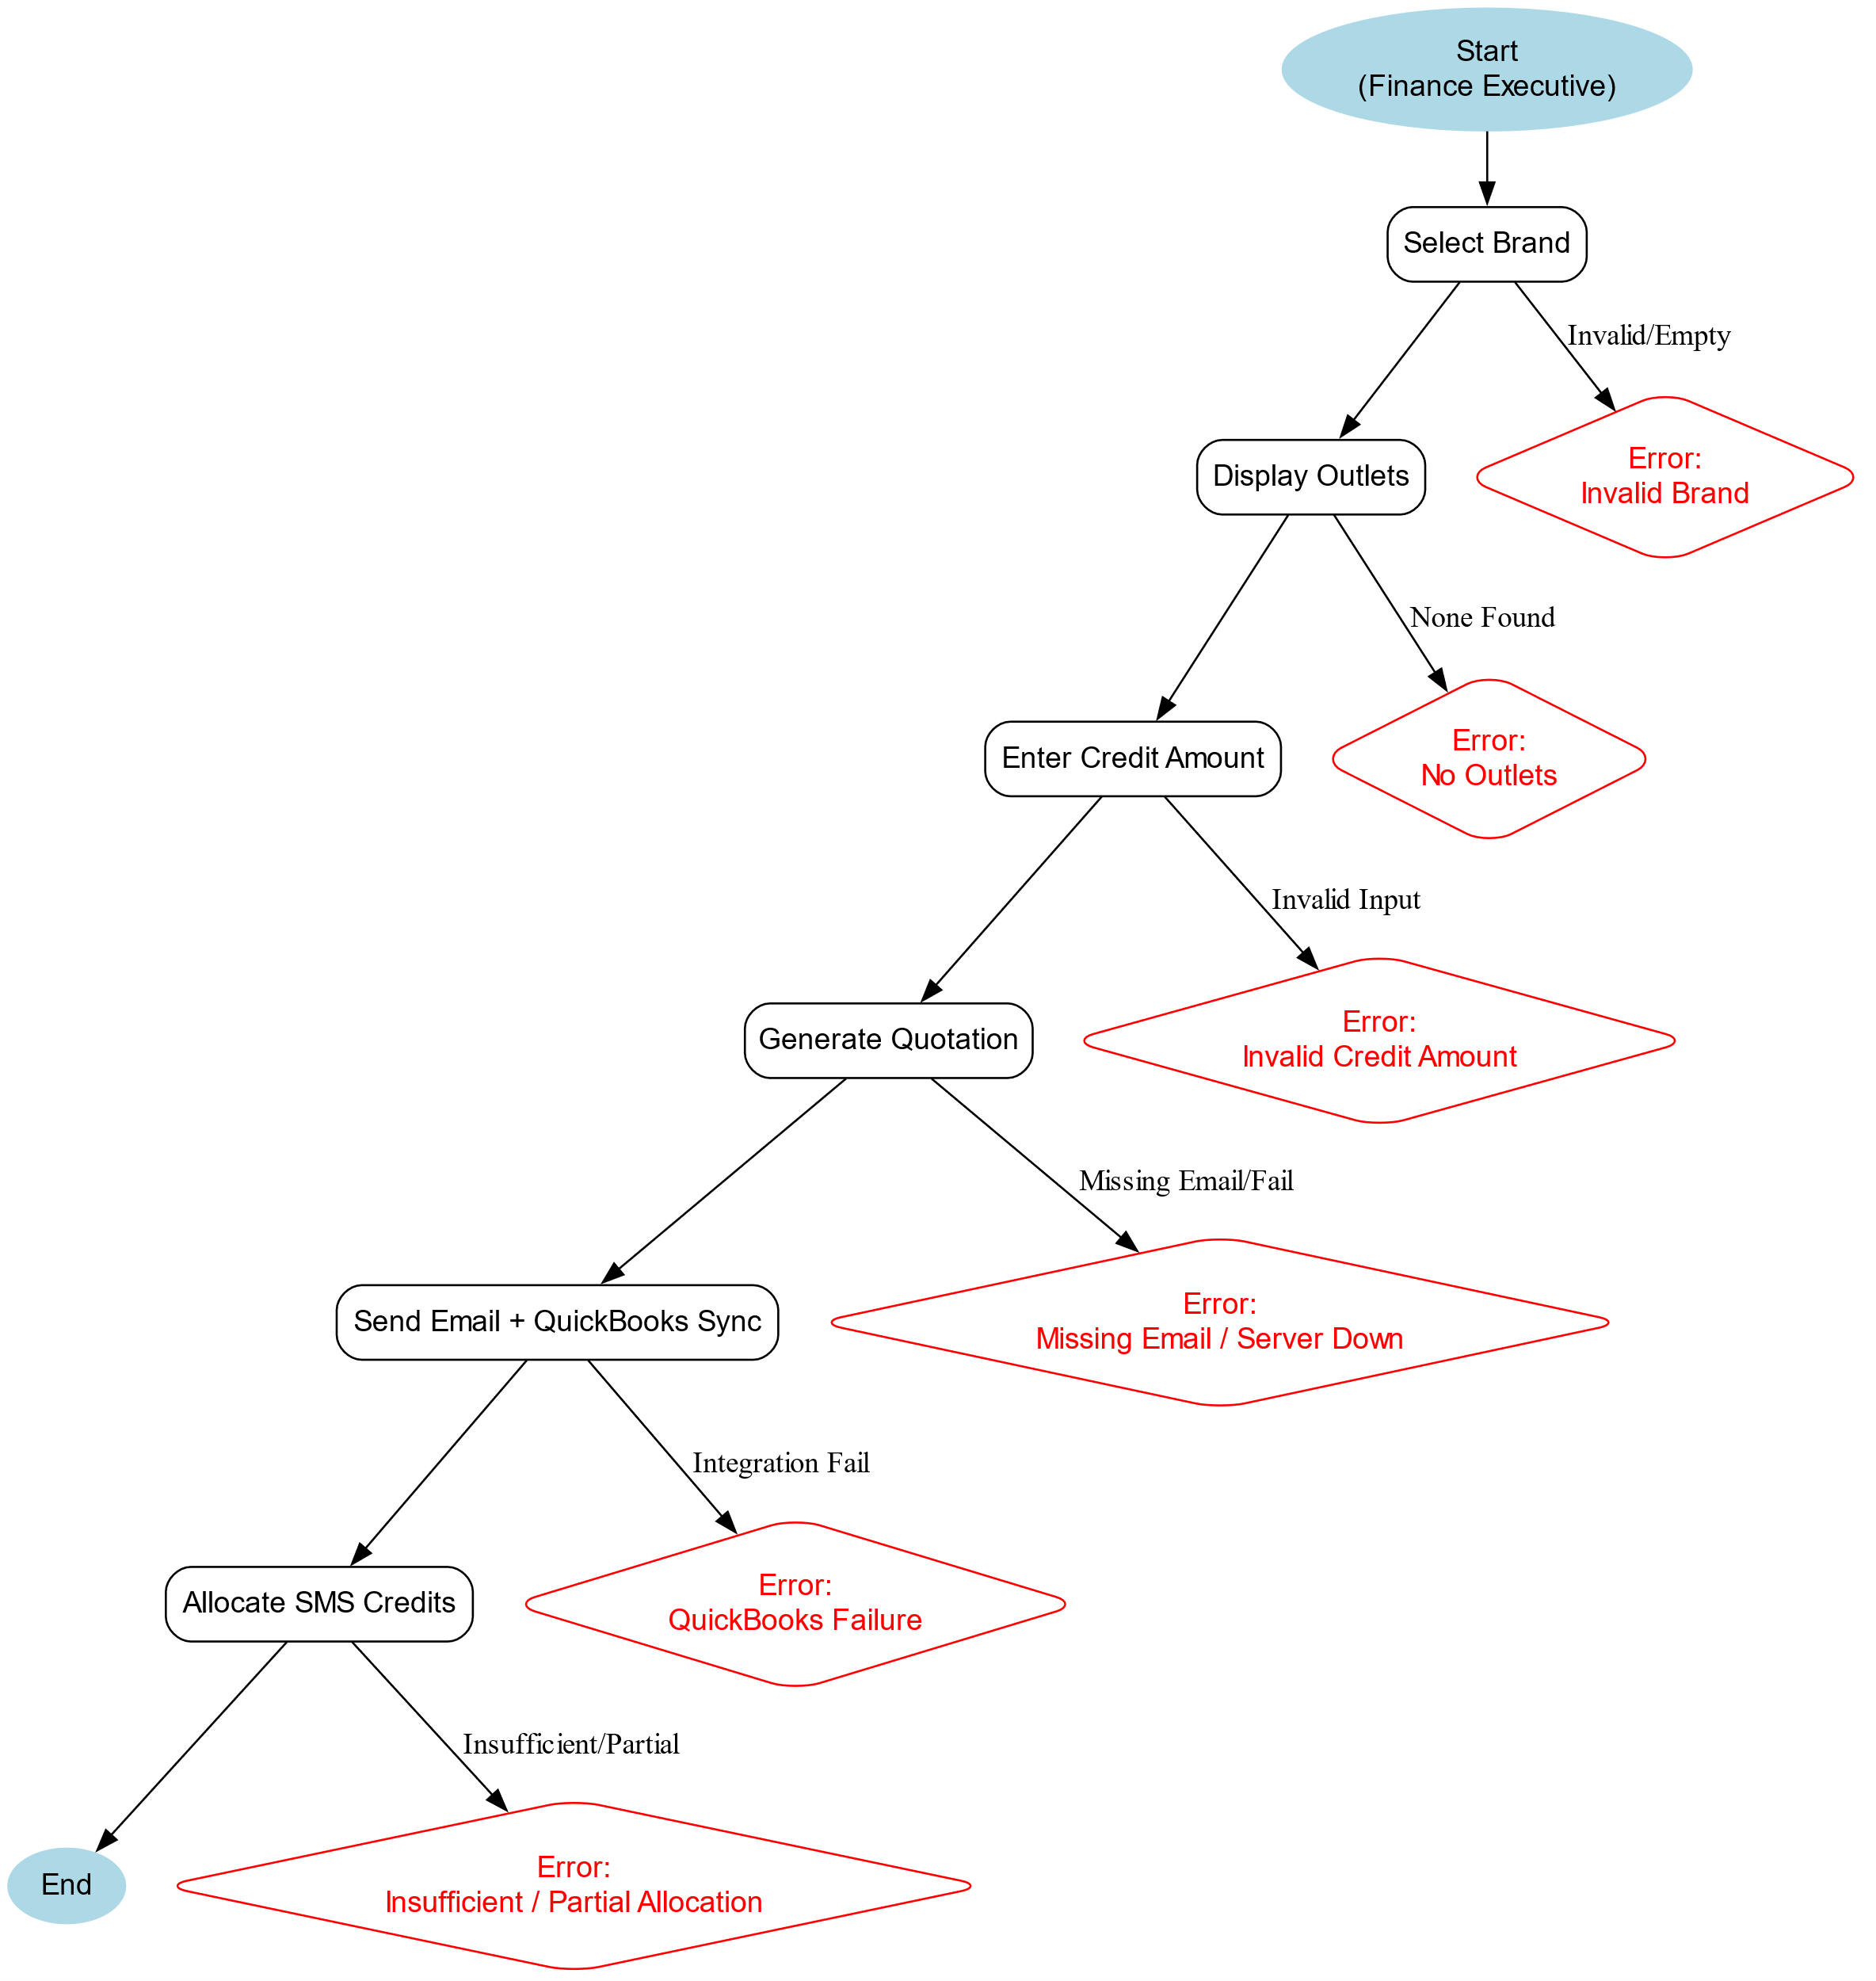 Start
(Finance Executive)
Select Brand
Invalid/Empty
Display Outlets
Error:
Invalid Brand
None Found
Enter Credit Amount
Error:
No Outlets
Invalid Input
Generate Quotation
Error:
Invalid Credit Amount
Missing Email/Fail
Send Email + QuickBooks Sync
Error:
Missing Email / Server Down
Integration Fail
Allocate SMS Credits
Error:
QuickBooks Failure
Insufficient/Partial
End
Error:
Insufficient / Partial Allocation